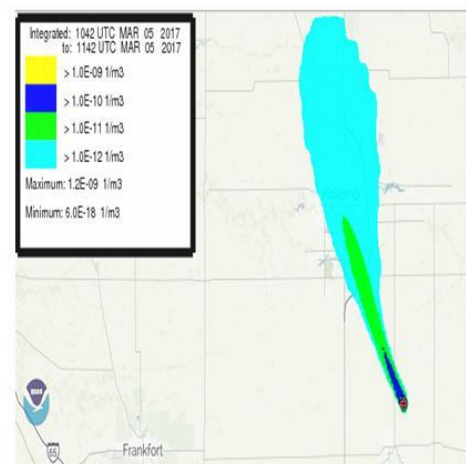 Integrated: 1042 UTC MAR 05 2017
to: 1142 UTC MAR 05 2017
> 1.0E-09 1/m3
> 1.0E-10 1/m3
> 1.0E-11 1/m3
> 1.0E-12 1/m3
Maximum: 1.2E-09 1/m3
Minimum: 6.0E-18 1/m3
Kokomo
65
Frankfort